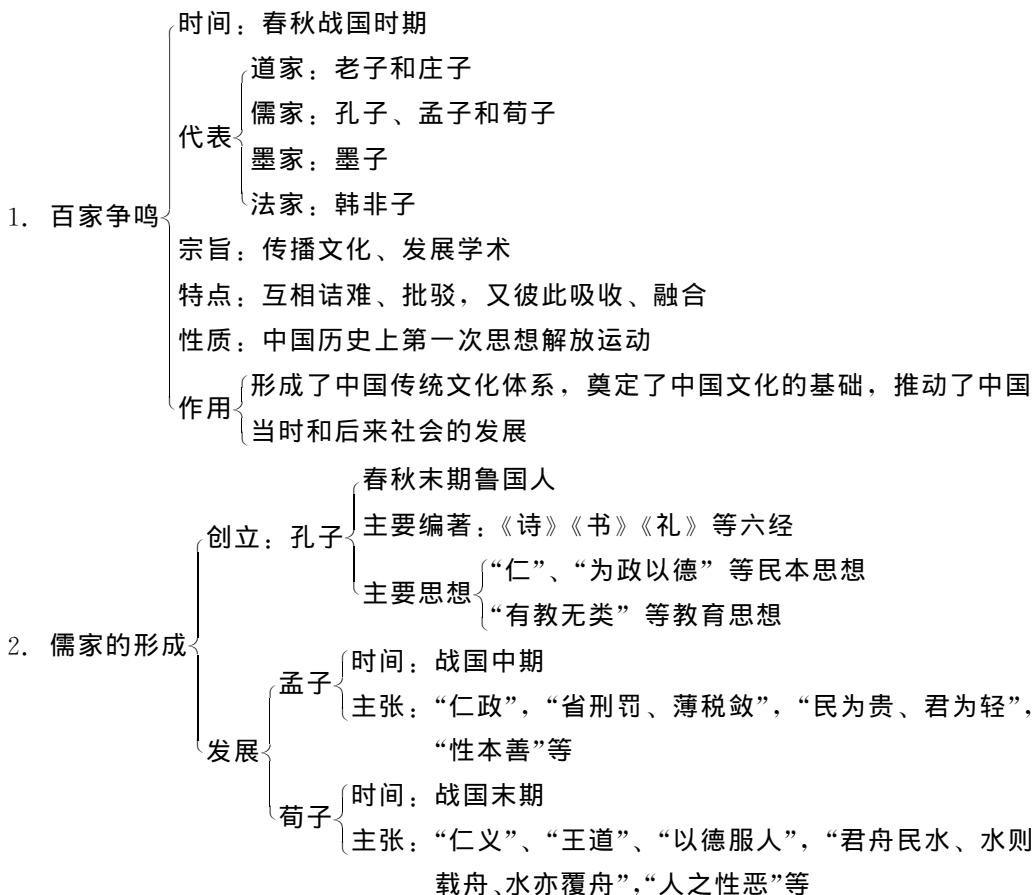 时间：春秋战国时期
道家：老子和庄子
儒家：孔子、孟子和荀子
代表
墨家：墨子
法家：韩非子
1. 百家争鸣
宗旨：传播文化、发展学术
特点：互相诘难、批驳，又彼此吸收、融合
性质：中国历史上第一次思想解放运动
形成了中国传统文化体系，奠定了中国文化的基础，推动了中国
作用
当时和后来社会的发展
春秋末期鲁国人
创立：孔子
主要编著：《诗》《书》《礼》等六经
“仁”、“为政以德”等民本思想
主要思想
“有教无类”等教育思想
2. 儒家的形成
时间：战国中期
孟子
主张：“仁政”，“省刑罚、薄税敛”，“民为贵、君为轻”，
“性本善”等
发展
时间：战国末期
荀子
主张：“仁义”、“王道”、“以德服人”，“君舟民水、水则
载舟、水亦覆舟”，“人之性恶”等